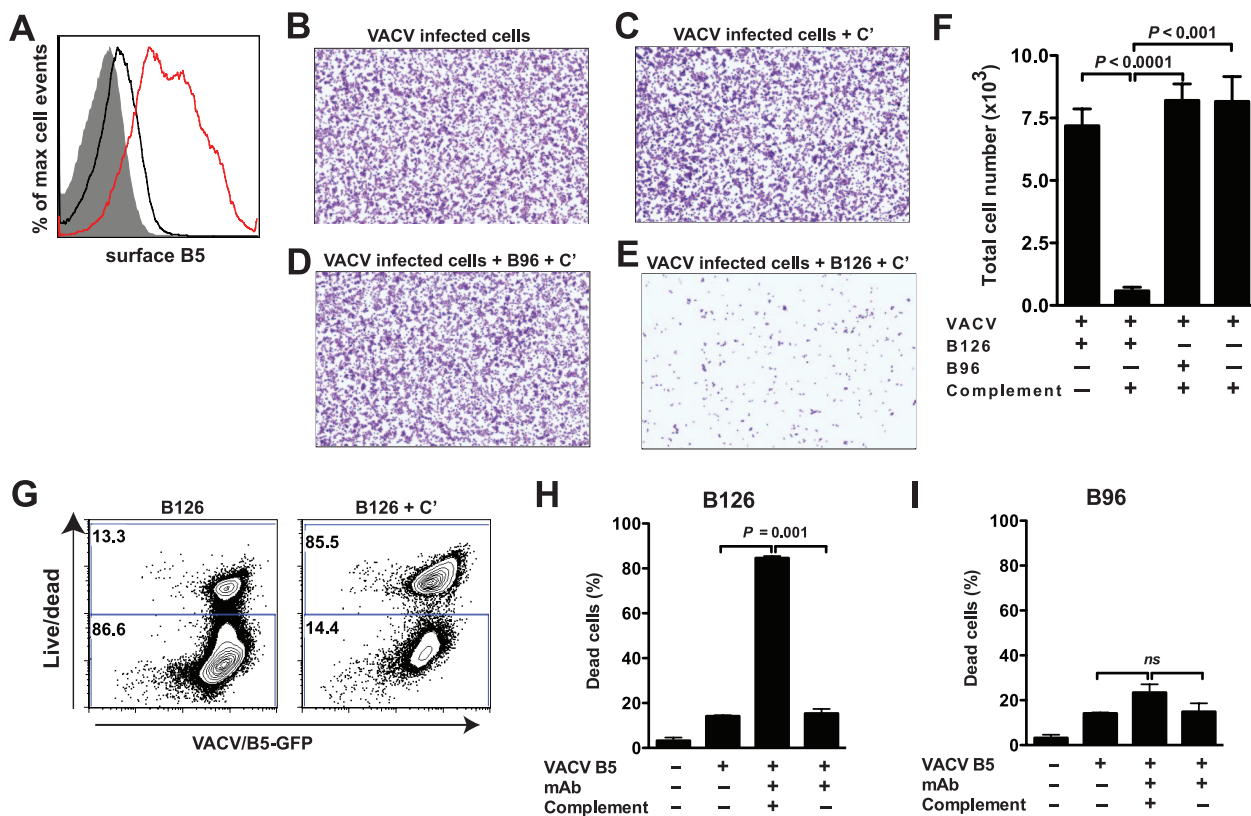 A
% of max cell events
surface B5
B
VACV infected cells
C
VACV infected cells + C'
D
VACV infected cells + B96 + C'
E
VACV infected cells + B126 + C'
F
P < 0.001
P < 0.0001
Total cell number (x10³)
10.0
7.5
5.0
2.5
0.0
VACV + + + +
B126 + + – –
B96 – – + –
Complement – + + +
G
B126
B126 + C'
13.3
86.6
85.5
14.4
Live/dead
VACV/B5-GFP
H
B126
P = 0.001
Dead cells (%)
100
80
60
40
20
0
VACV B5 – + + +
mAb – – + +
Complement – – + –
I
B96
ns
Dead cells (%)
100
80
60
40
20
0
VACV B5 – + + +
mAb – – + +
Complement – – + –